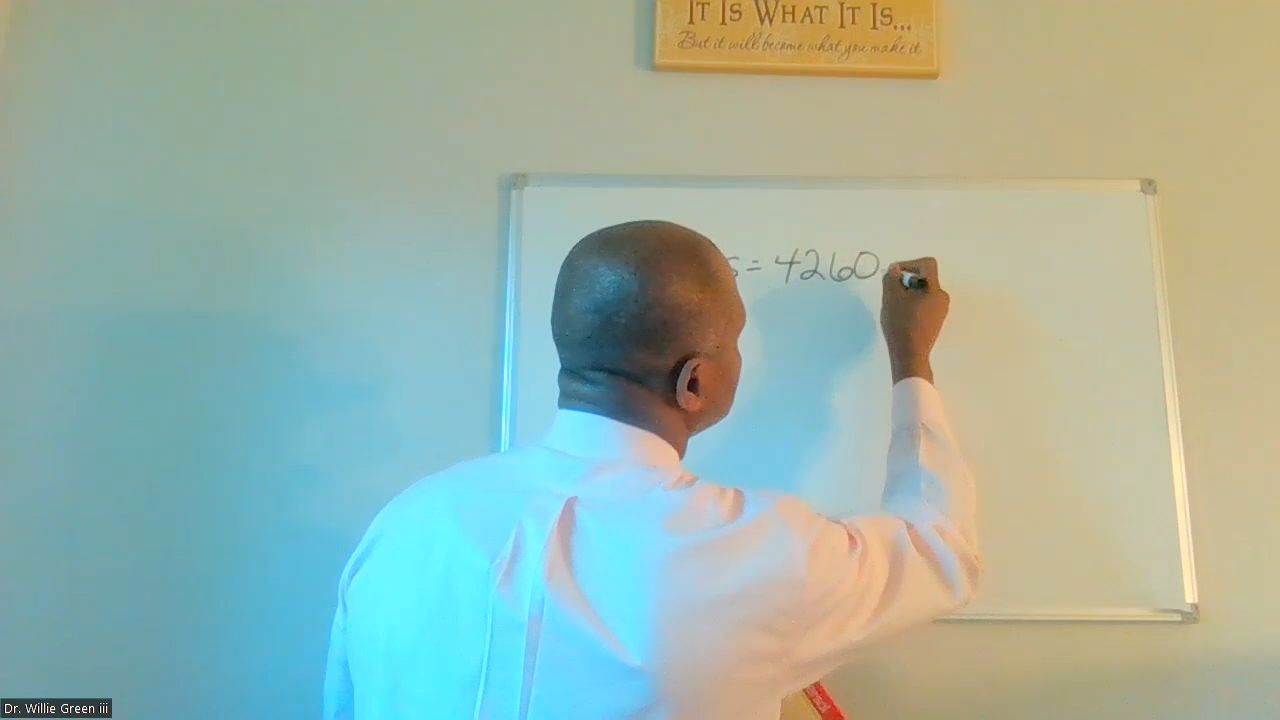 IT IS WHAT IT IS...
But it will become what you make it
s = 4260
Dr. Willie Green iii